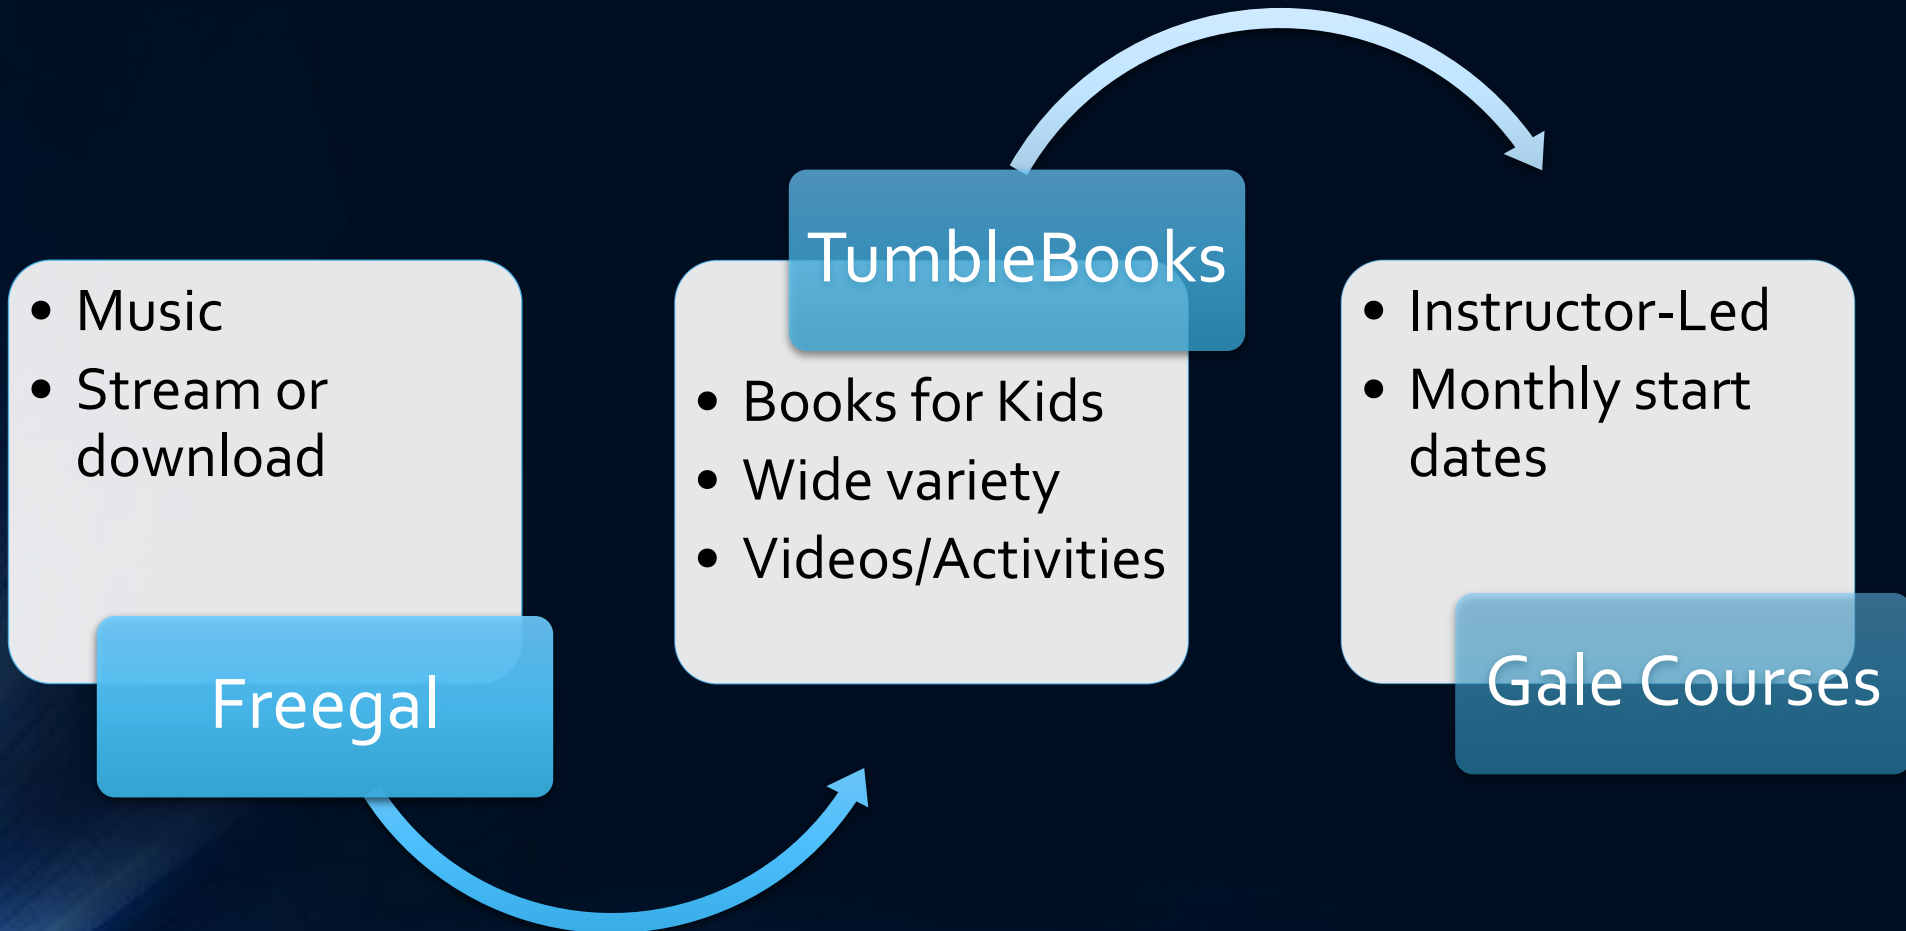 • Music
• Stream or
download
Freegal
TumbleBooks
• Books for Kids
• Wide variety
• Videos/Activities
• Instructor-Led
• Monthly start
dates
Gale Courses